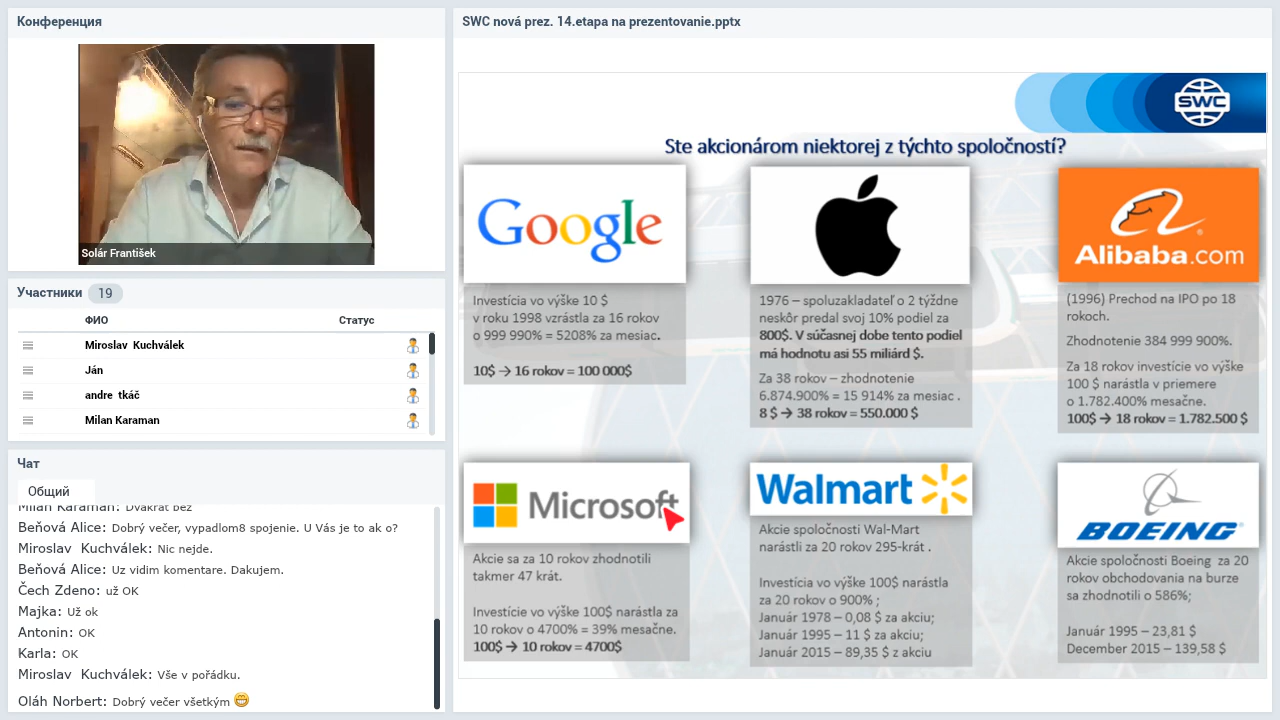 Конференция
Solár František
Участники 19
ФИО Статус
Miroslav Kuchválek
Ján
andre tkáč
Milan Karaman
Чат
Общий
Milan Karaman: Dvakrát bez
Beňová Alice: Dobrý večer, vypadlom8 spojenie. U Vás je to ak o?
Miroslav Kuchválek: Nic nejde.
Beňová Alice: Uz vidim komentare. Dakujem.
Čech Zdeno: už OK
Majka: Už ok
Antonin: OK
Karla: OK
Miroslav Kuchválek: Vše v pořádku.
Oláh Norbert: Dobrý večer všetkým
SWC nová prez. 14.etapa na prezentovanie.pptx
SWC
Ste akcionárom niektorej z týchto spoločností?
Google
Investícia vo výške 10 $
v roku 1998 vzrástla za 16 rokov
o 999 990% = 5208% za mesiac.
10$ → 16 rokov = 100 000$
1976 – spoluzakladateľ o 2 týždne
neskôr predal svoj 10% podiel za
800$. V súčasnej dobe tento podiel
má hodnotu asi 55 miliárd $.
Za 38 rokov – zhodnotenie
6.874.900% = 15 914% za mesiac .
8 $ → 38 rokov = 550.000 $
Alibaba.com
(1996) Prechod na IPO po 18
rokoch.
Zhodnotenie 384 999 900%.
Za 18 rokov investície vo výške
100 $ narástla v priemere
o 1.782.400% mesačne.
100$ → 18 rokov = 1.782.500 $
Microsoft
Akcie sa za 10 rokov zhodnotili
takmer 47 krát.
Investície vo výške 100$ narástla za
10 rokov o 4700% = 39% mesačne.
100$ → 10 rokov = 4700$
Walmart
Akcie spoločnosti Wal-Mart
narástli za 20 rokov 295-krát .
Investícia vo výške 100$ narástla
za 20 rokov o 900% ;
Január 1978 – 0,08 $ za akciu;
Január 1995 – 11 $ za akciu;
Január 2015 – 89,35 $ z akciu
BOEING
Akcie spoločnosti Boeing za 20
rokov obchodovania na burze
sa zhodnotili o 586%;
Január 1995 – 23,81 $
December 2015 – 139,58 $